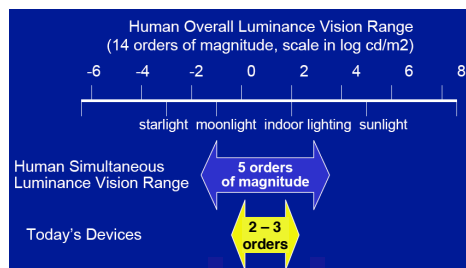 Human Overall Luminance Vision Range
(14 orders of magnitude, scale in log cd/m2)
-6 -4 -2 0 2 4 6 8
starlight moonlight indoor lighting sunlight
Human Simultaneous
Luminance Vision Range
5 orders
of magnitude
Today's Devices
2 – 3
orders